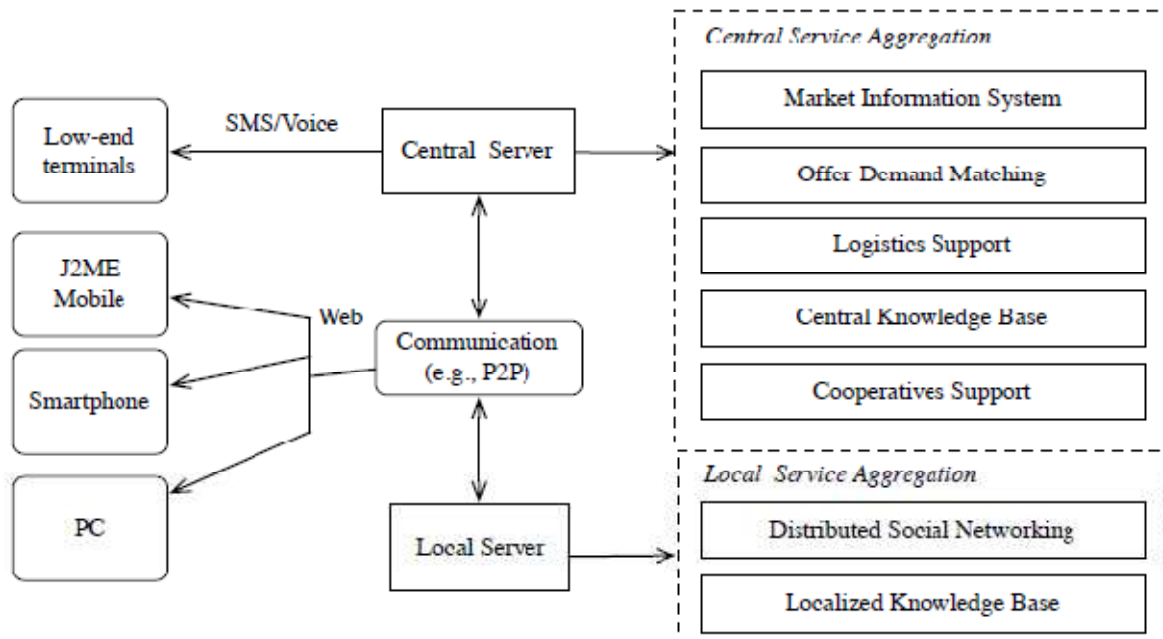 Central Service Aggregation
Market Information System
Offer Demand Matching
Logistics Support
Central Knowledge Base
Cooperatives Support
Low-end
terminals
SMS/Voice
Central Server
J2ME
Mobile
Web
Communication
(e.g., P2P)
Smartphone
PC
Local Server
Local Service Aggregation
Distributed Social Networking
Localized Knowledge Base